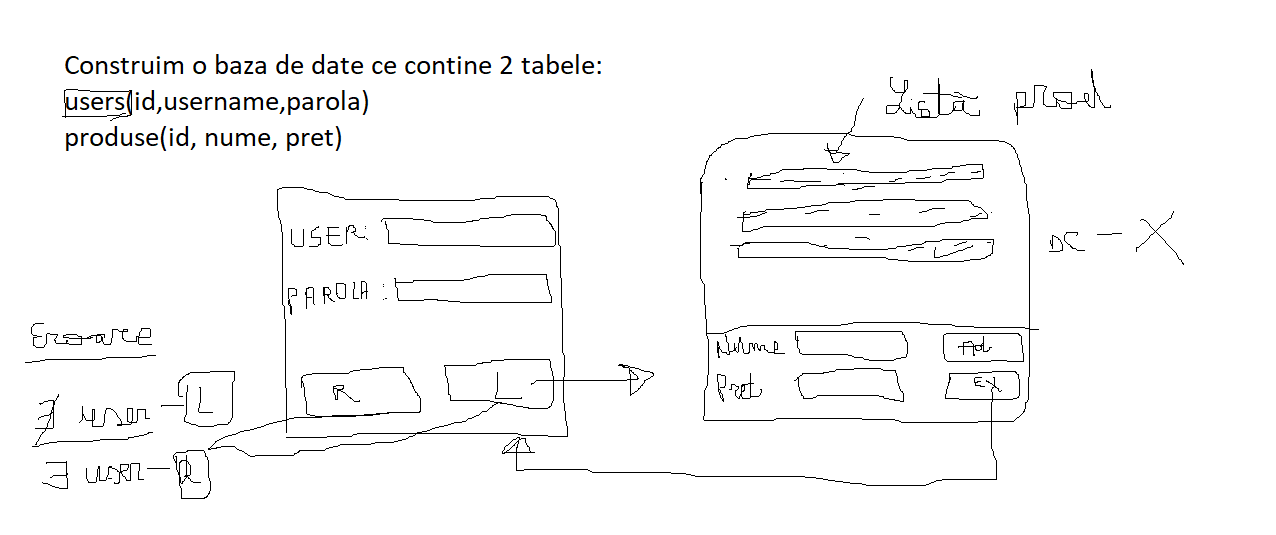 Construim o baza de date ce contine 2 tabele:
users(id,username,parola)
produse(id, nume, pret)
Lista prod
USER:
PAROLA :
DC - X
Eroare
Nume
Ad
Pret
EX
R
L
∄ user - L
∃ USER - R